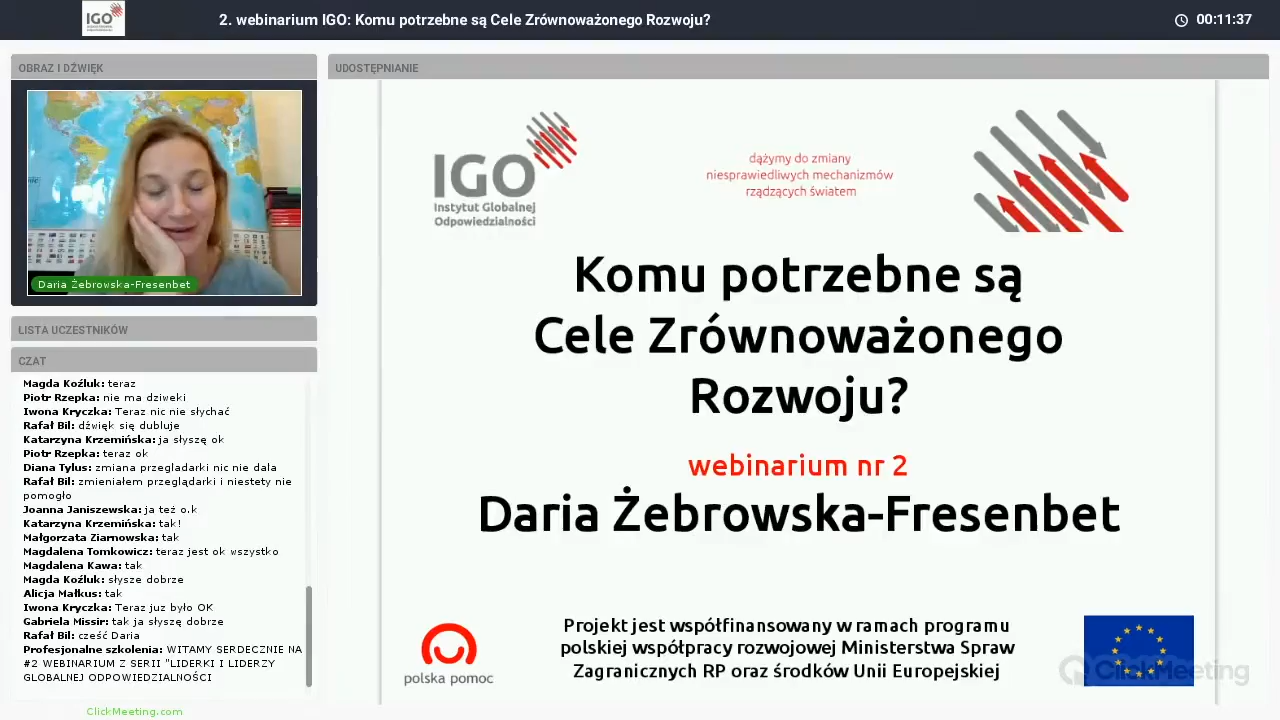 IGO
2. webinarium IGO: Komu potrzebne są Cele Zrównoważonego Rozwoju?
00:11:37
OBRAZ I DŹWIĘK
Daria Żebrowska-Fresenbet
LISTA UCZESTNIKÓW
CZAT
Magda Koźluk: teraz
Piotr Rzepka: nie ma dziweki
Iwona Kryczka: Teraz nic nie słychać
Rafał Bil: dźwięk się dubluje
Katarzyna Krzemińska: ja słyszę ok
Piotr Rzepka: teraz ok
Diana Tylus: zmiana przegladarki nic nie dala
Rafał Bil: zmieniałem przeglądarki i niestety nie
pomogło
Joanna Janiszewska: ja też o.k
Katarzyna Krzemińska: tak!
Małgorzata Ziarnowska: tak
Magdalena Tomkowicz: teraz jest ok wszystko
Magdalena Kawa: tak
Magda Koźluk: słysze dobrze
Alicja Małkus: tak
Iwona Kryczka: Teraz juz było OK
Gabriela Missir: tak ja słyszę dobrze
Rafał Bil: cześć Daria
Profesjonalne szkolenia: WITAMY SERDECZNIE NA
#2 WEBINARIUM Z SERII "LIDERKI I LIDERZY
GLOBALNEJ ODPOWIEDZIALNOŚCI
ClickMeeting.com
UDOSTĘPNIANIE
IGO
Instytut Globalnej
Odpowiedzialności
dążymy do zmiany
niesprawiedliwych mechanizmów
rządzących światem
Komu potrzebne są
Cele Zrównoważonego
Rozwoju?
webinarium nr 2
Daria Żebrowska-Fresenbet
polska pomoc
Projekt jest współfinansowany w ramach programu
polskiej współpracy rozwojowej Ministerstwa Spraw
Zagranicznych RP oraz środków Unii Europejskiej
ClickMeeting